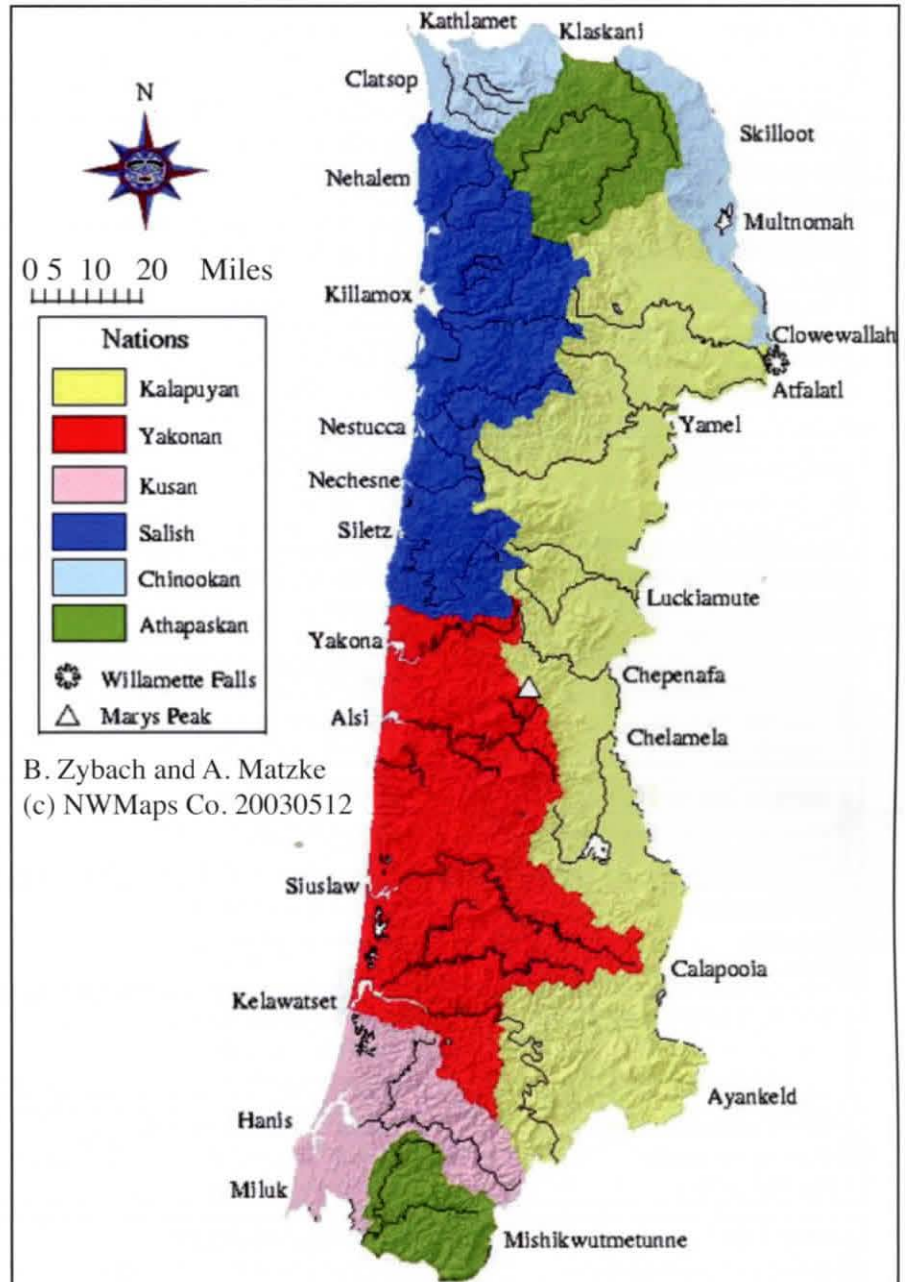 Kathlamet
Klaskani
Clatsop
N
Skilloot
Nehalem
Multnomah
0 5 10 20 Miles
Killamox
Nations
Clowewallah
Kalapuyan
Atfalatl
Yakonan
Nestucca
Yamel
Kusan
Nechesne
Salish
Siletz
Chinookan
Luckiamute
Athapaskan
Yakona
Willamette Falls
Chepenafa
Marys Peak
Alsi
Chelamela
B. Zybach and A. Matzke
(c) NWMaps Co. 20030512
Siuslaw
Calapooia
Kelawatset
Ayankeld
Hanis
Miluk
Mishikwutmetunne